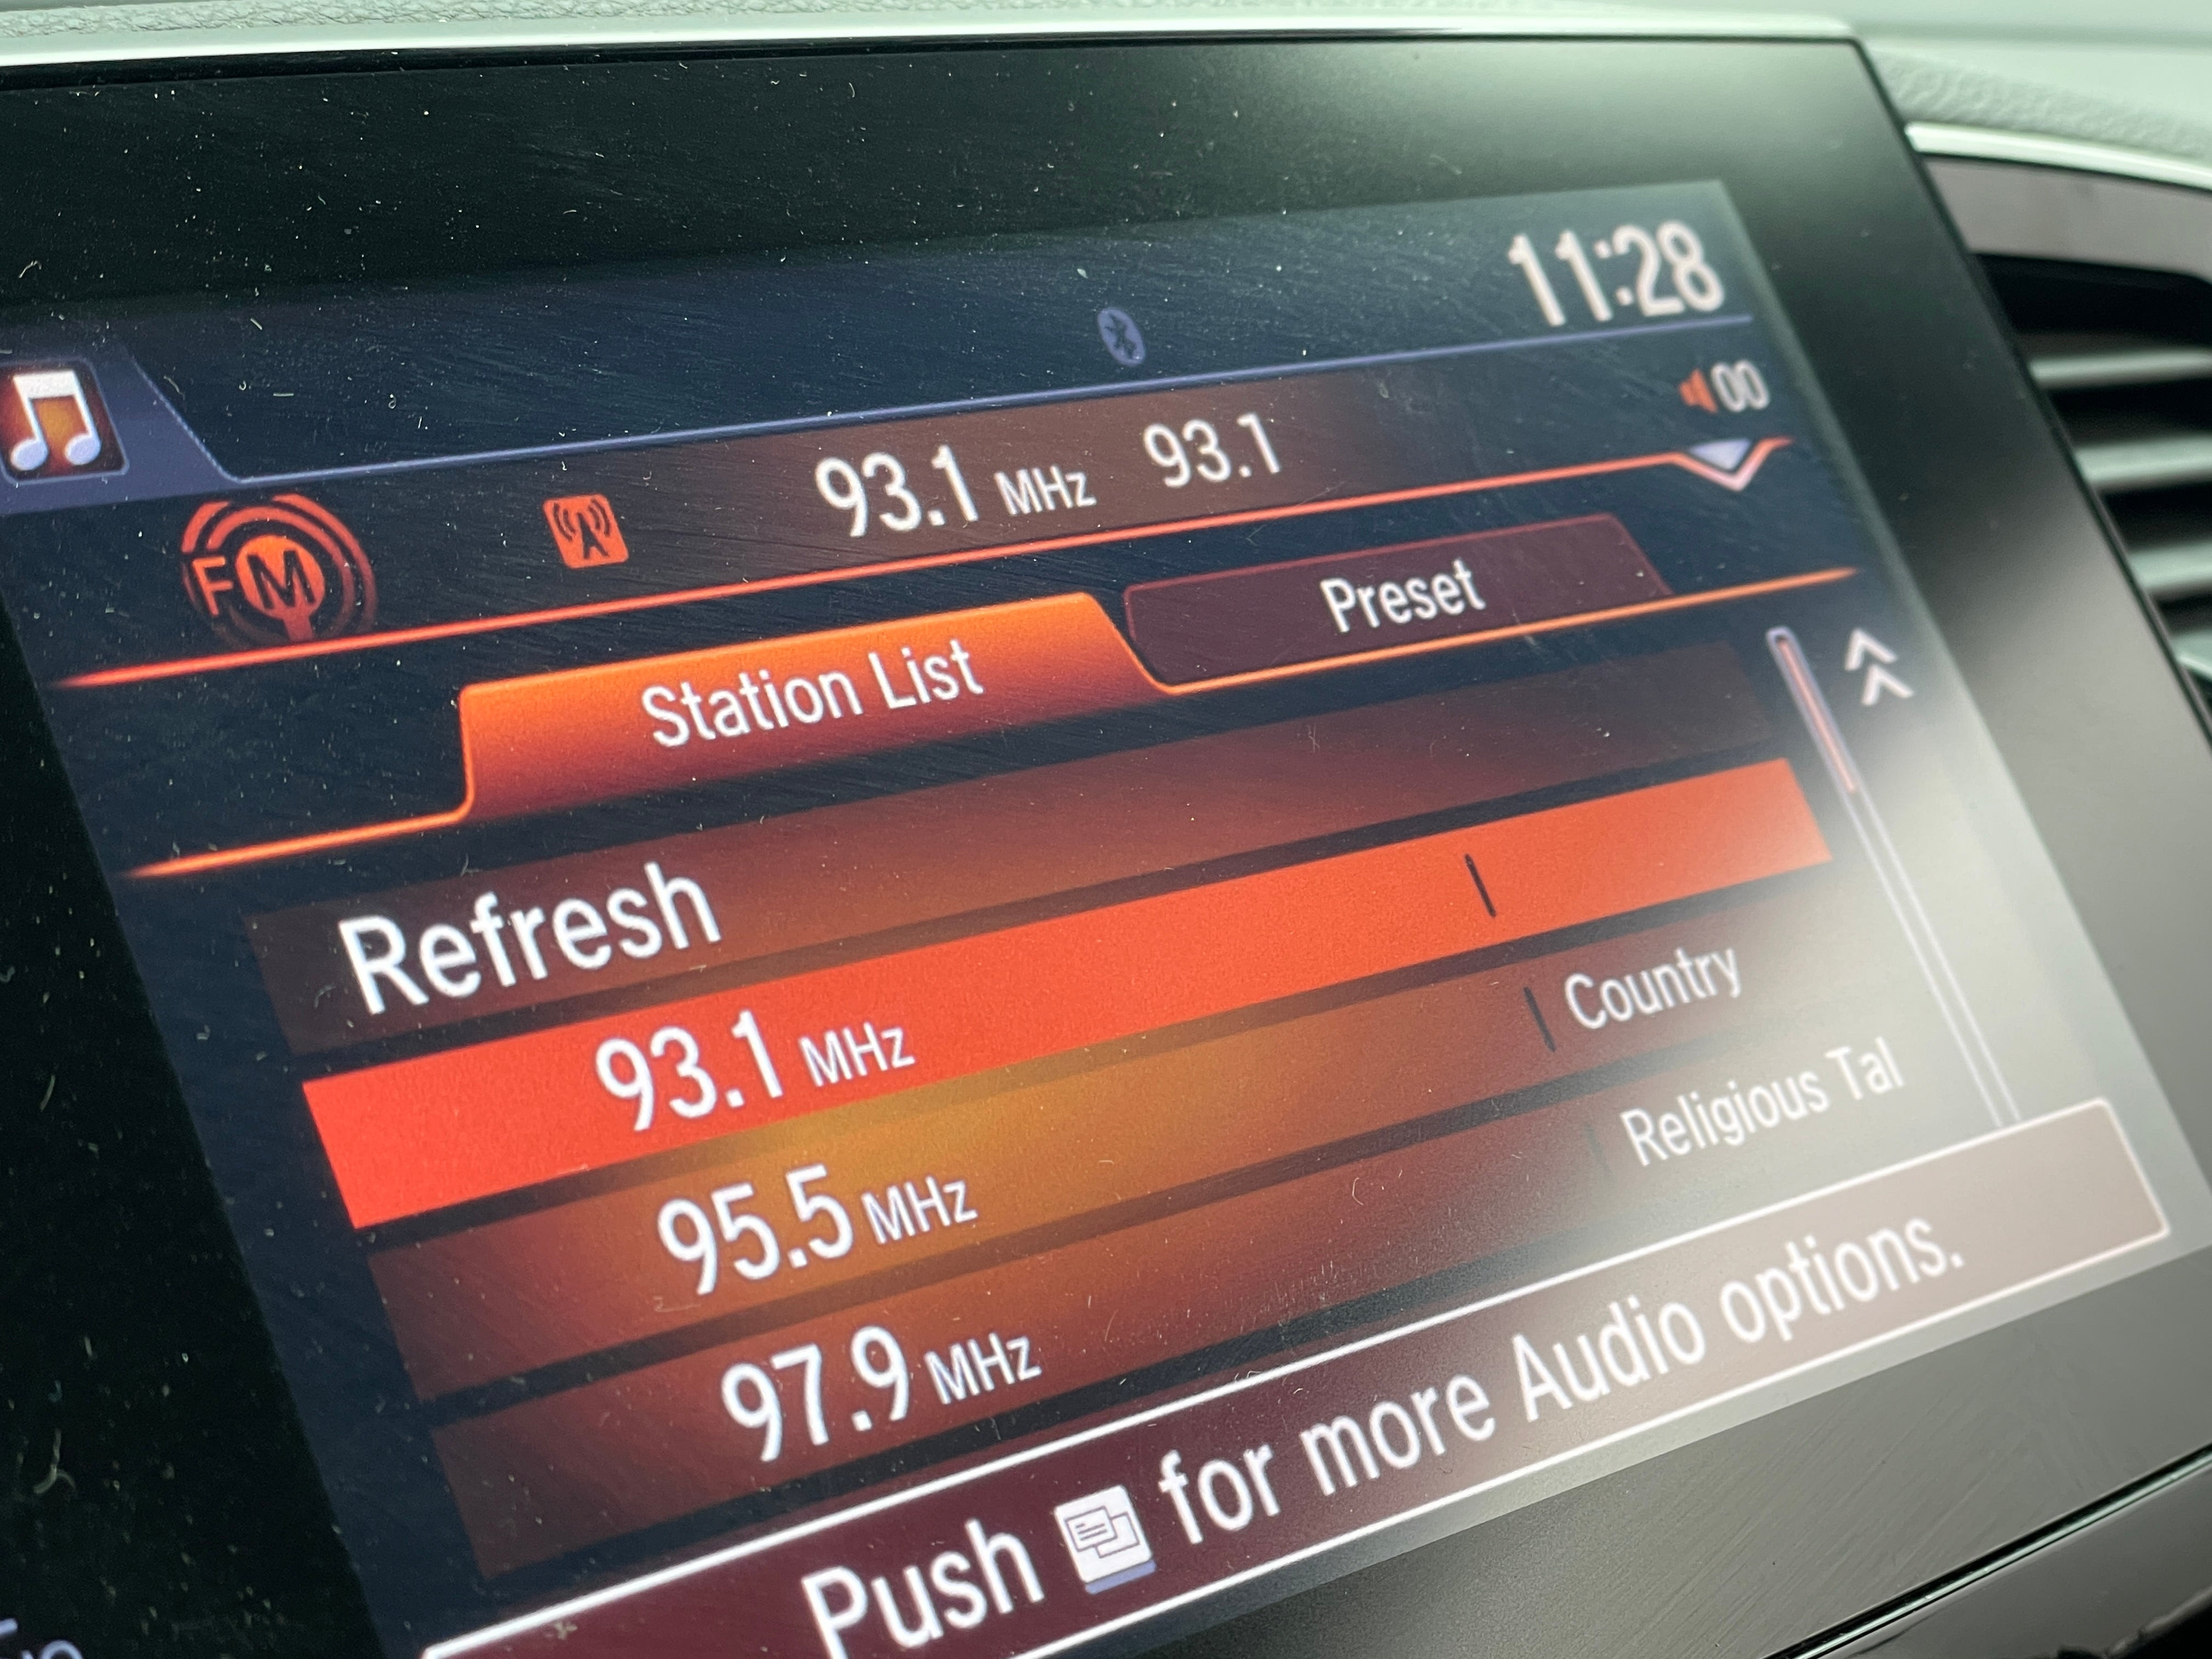 11:28
00
FM 93.1 MHz 93.1
Station List Preset
Refresh
93.1 MHz
95.5 MHz Country
97.9 MHz Religious Tal
Push for more Audio options.